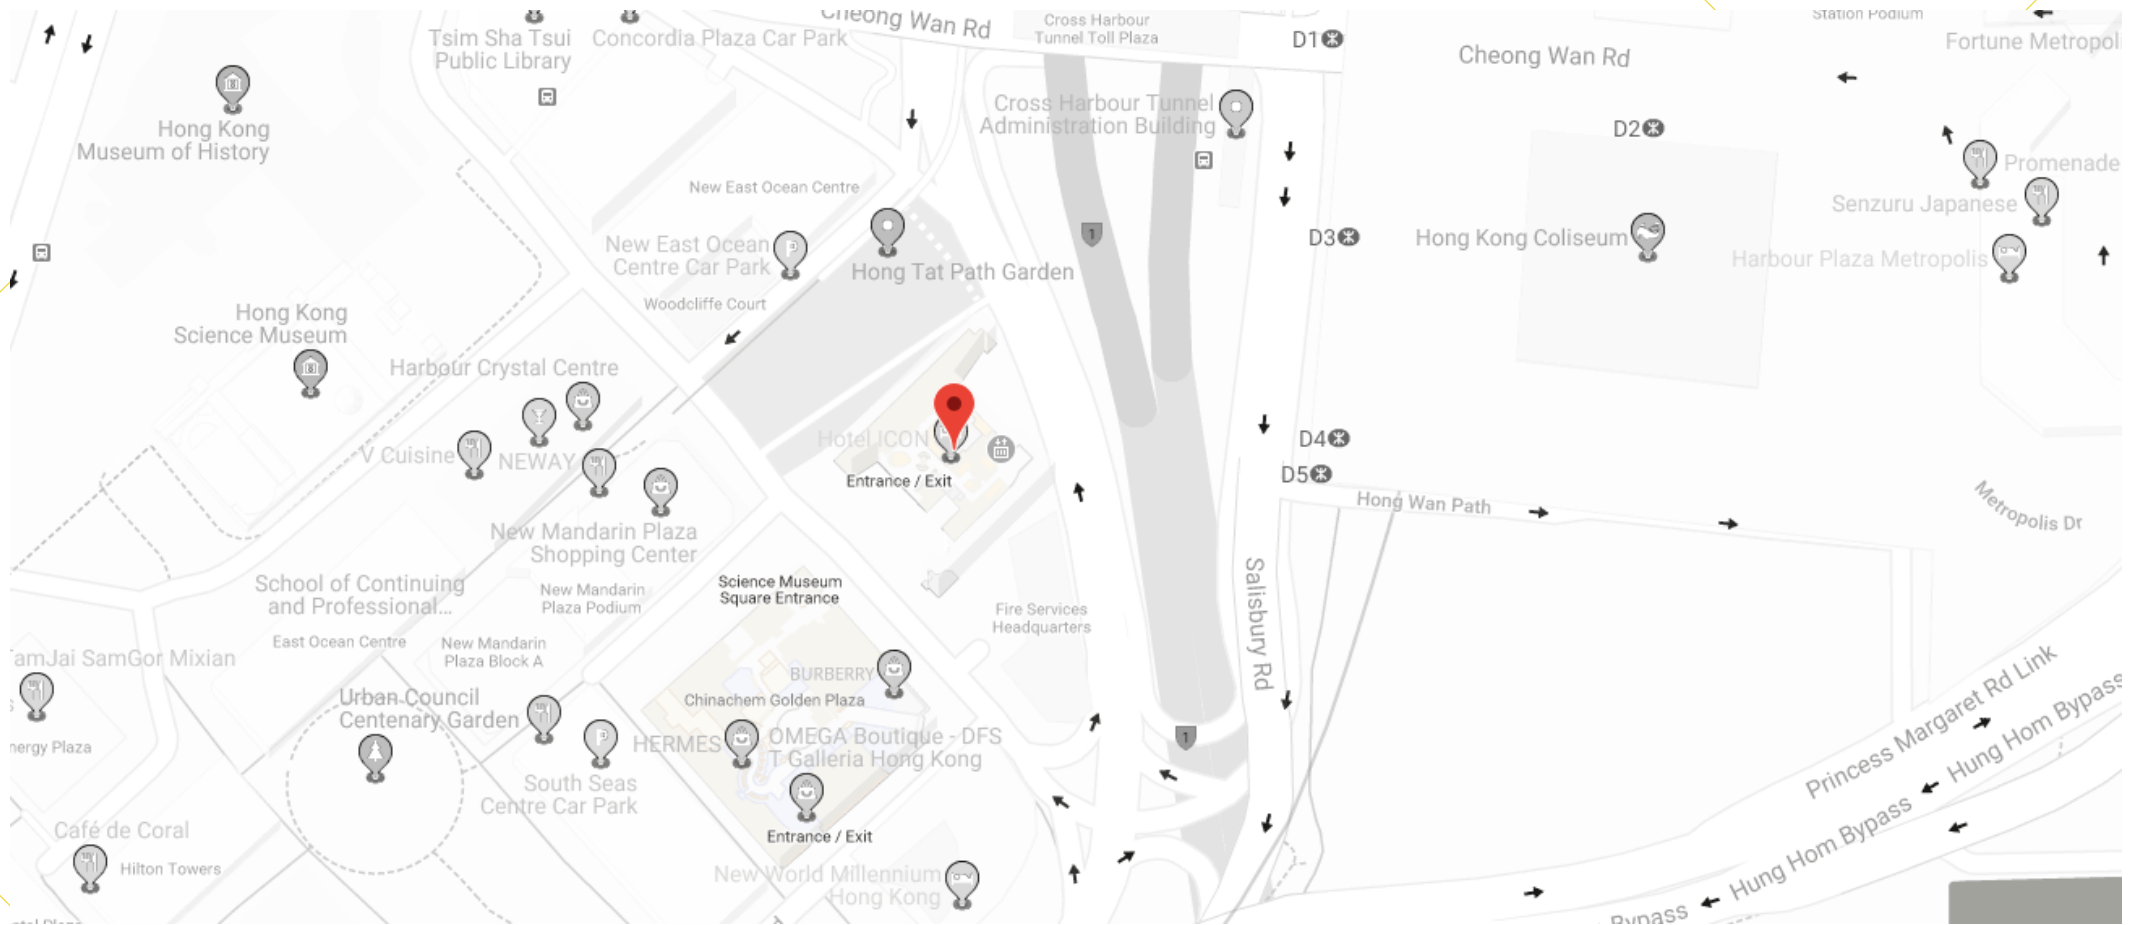 Cheong Wan Rd
Cross Harbour
Tunnel Toll Plaza
Station Podium
Tsim Sha Tsui
Public Library
Concordia Plaza Car Park
D1
Cheong Wan Rd
Fortune Metropol
Hong Kong
Museum of History
Cross Harbour Tunnel
Administration Building
D2
Promenade
New East Ocean Centre
Senzuru Japanese
New East Ocean
Centre Car Park
1
D3
Hong Kong Coliseum
Harbour Plaza Metropolis
Hong Tat Path Garden
Woodcliffe Court
Hong Kong
Science Museum
Harbour Crystal Centre
V Cuisine
NEWAY
Hotel ICON
Entrance / Exit
D4
D5
Hong Wan Path
Metropolis Dr
New Mandarin Plaza
Shopping Center
School of Continuing
and Professional...
New Mandarin
Plaza Podium
Science Museum
Square Entrance
Fire Services
Headquarters
Salisbury Rd
East Ocean Centre
New Mandarin
Plaza Block A
amJai SamGor Mixian
s
BURBERRY
Chinachem Golden Plaza
Urban Council
Centenary Garden
HERMES
OMEGA Boutique - DFS
T Galleria Hong Kong
1
nergy Plaza
South Seas
Centre Car Park
Princess Margaret Rd Link
Hung Hom Bypass
Hung Hom Bypass
Café de Coral
Hilton Towers
Entrance / Exit
New World Millennium
Hong Kong
Bypass